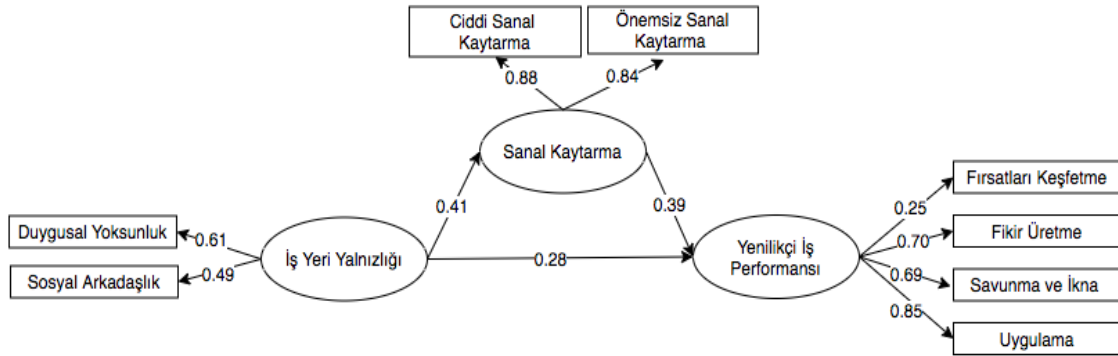 Ciddi Sanal
Kaytarma
Önemsiz Sanal
Kaytarma
0.88
0.84
Sanal Kaytarma
0.41
0.39
Duygusal Yoksunluk
Sosyal Arkadaşlık
0.61
0.49
İş Yeri Yalnızlığı
0.28
Yenilikçi İş
Performansı
0.25
0.70
0.69
0.85
Fırsatları Keşfetme
Fikir Üretme
Savunma ve İkna
Uygulama